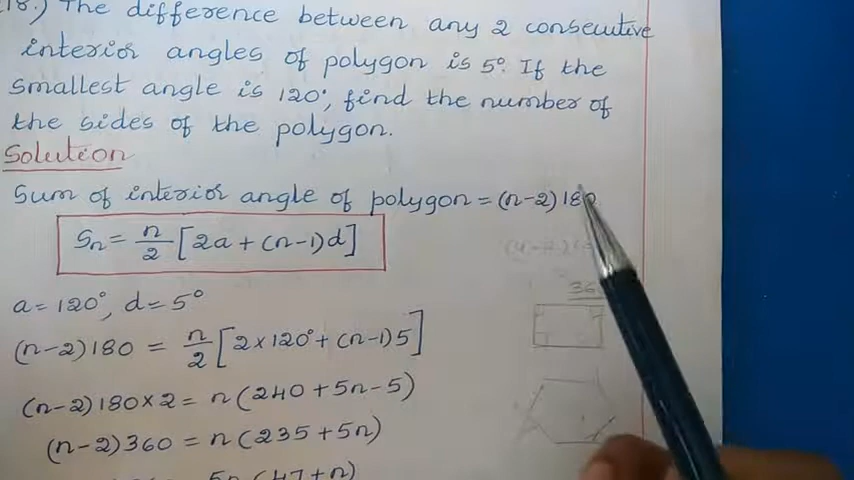 18.) The difference between any 2 consecutive
interior angles of polygon is 5°. If the
smallest angle is 120°, find the number of
the sides of the polygon.
Solution
Sum of interior angle of polygon = (n-2) 180
Sn = n/2 [2a + (n-1)d]
a = 120°, d = 5°
(n-2)180 = n/2 [2×120° + (n-1)5]
(n-2)180×2 = n(240 + 5n - 5)
(n-2)360 = n(235 + 5n)
5n(47+n)